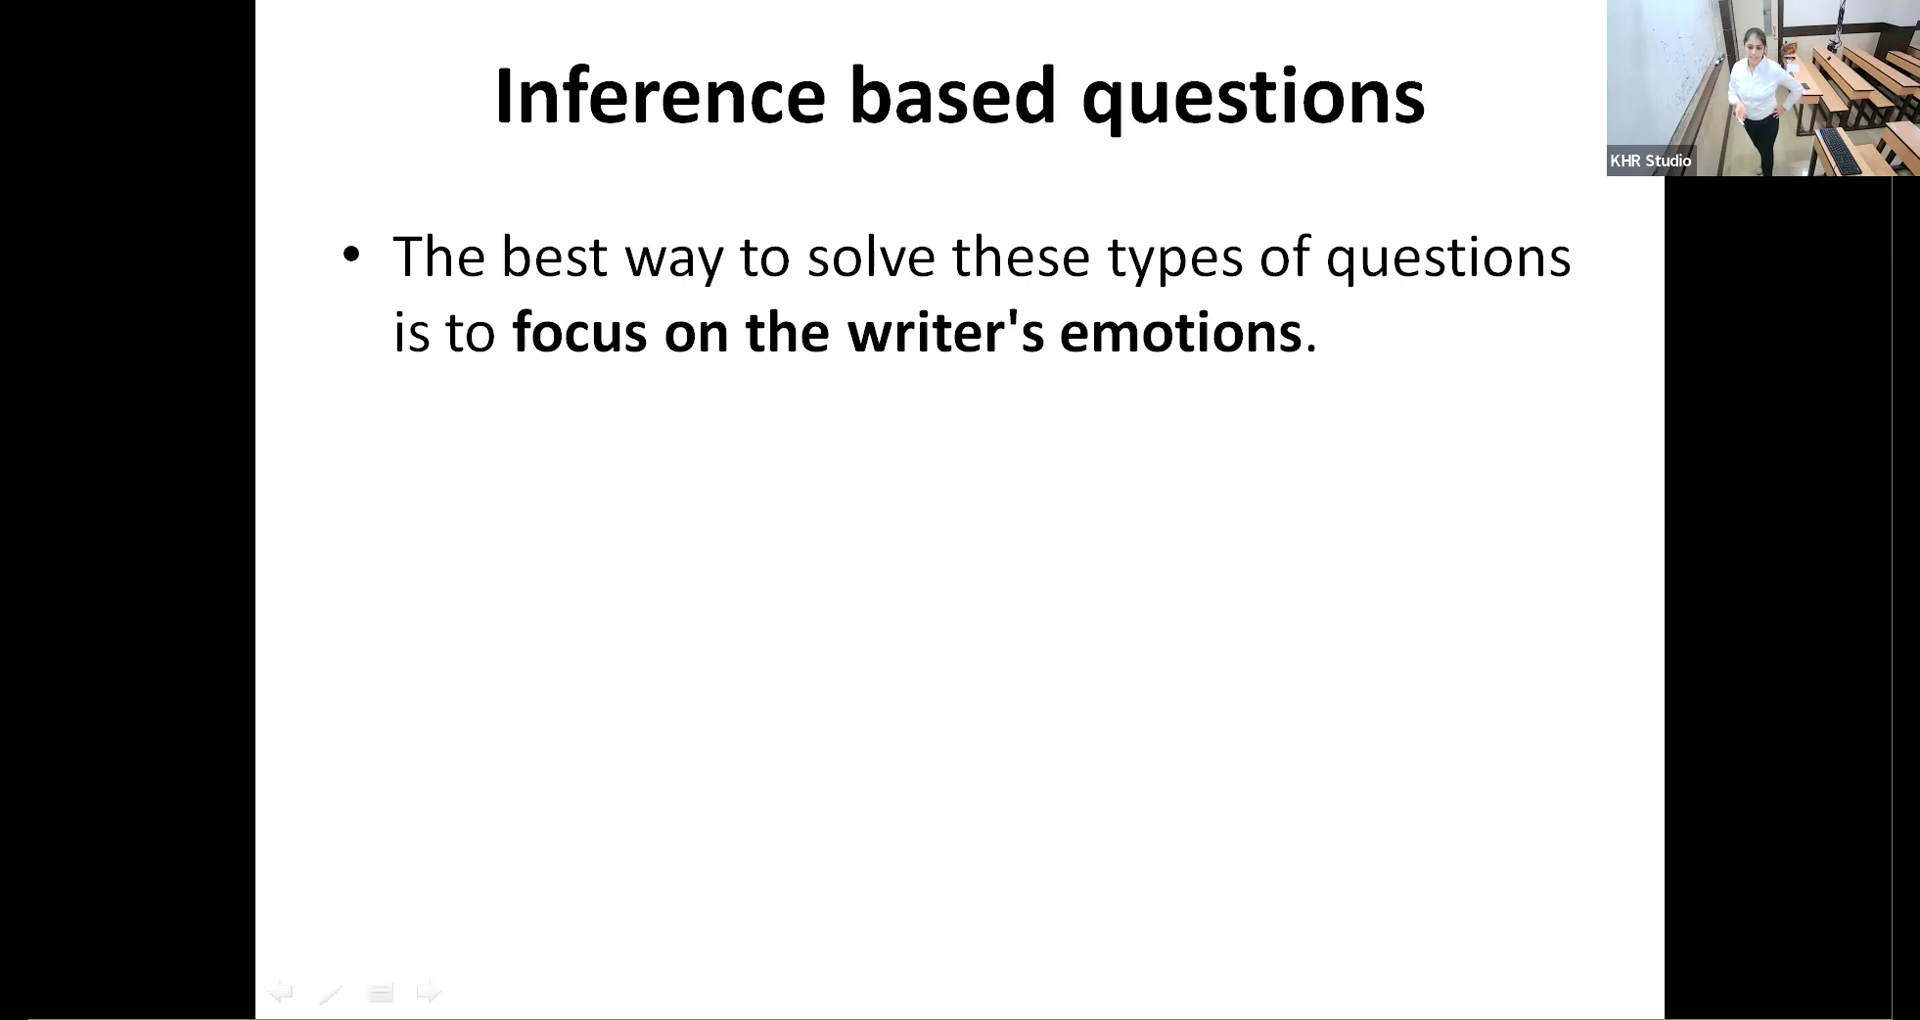 Inference based questions
KHR Studio
• The best way to solve these types of questions
is to focus on the writer's emotions.